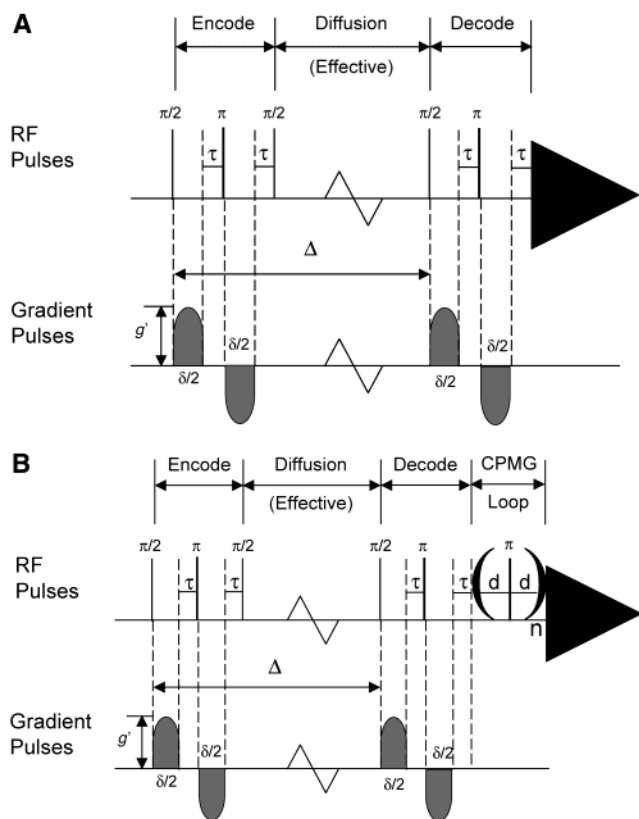 A
Encode Diffusion Decode
(Effective)
π/2 π π/2 π/2 π
RF
Pulses
τ τ τ τ
Δ
Gradient
Pulses
g'
δ/2 δ/2
δ/2 δ/2
B
Encode Diffusion Decode CPMG
(Effective) Loop
π/2 π π/2 π/2 π π
RF
Pulses
τ τ τ τ d d
n
Δ
Gradient
Pulses
g'
δ/2 δ/2
δ/2 δ/2